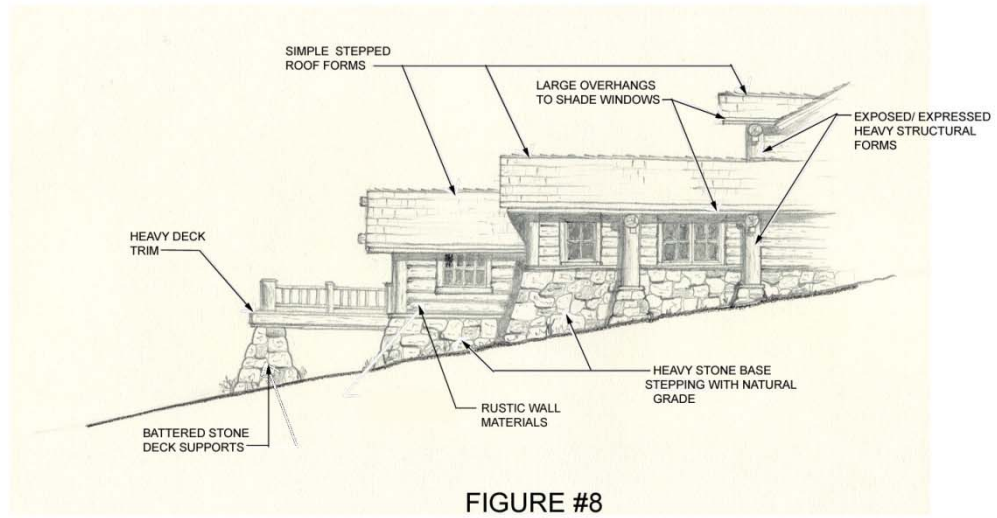 SIMPLE STEPPED
ROOF FORMS
LARGE OVERHANGS
TO SHADE WINDOWS
EXPOSED/ EXPRESSED
HEAVY STRUCTURAL
FORMS
HEAVY DECK
TRIM
HEAVY STONE BASE
STEPPING WITH NATURAL
GRADE
RUSTIC WALL
MATERIALS
BATTERED STONE
DECK SUPPORTS
FIGURE #8